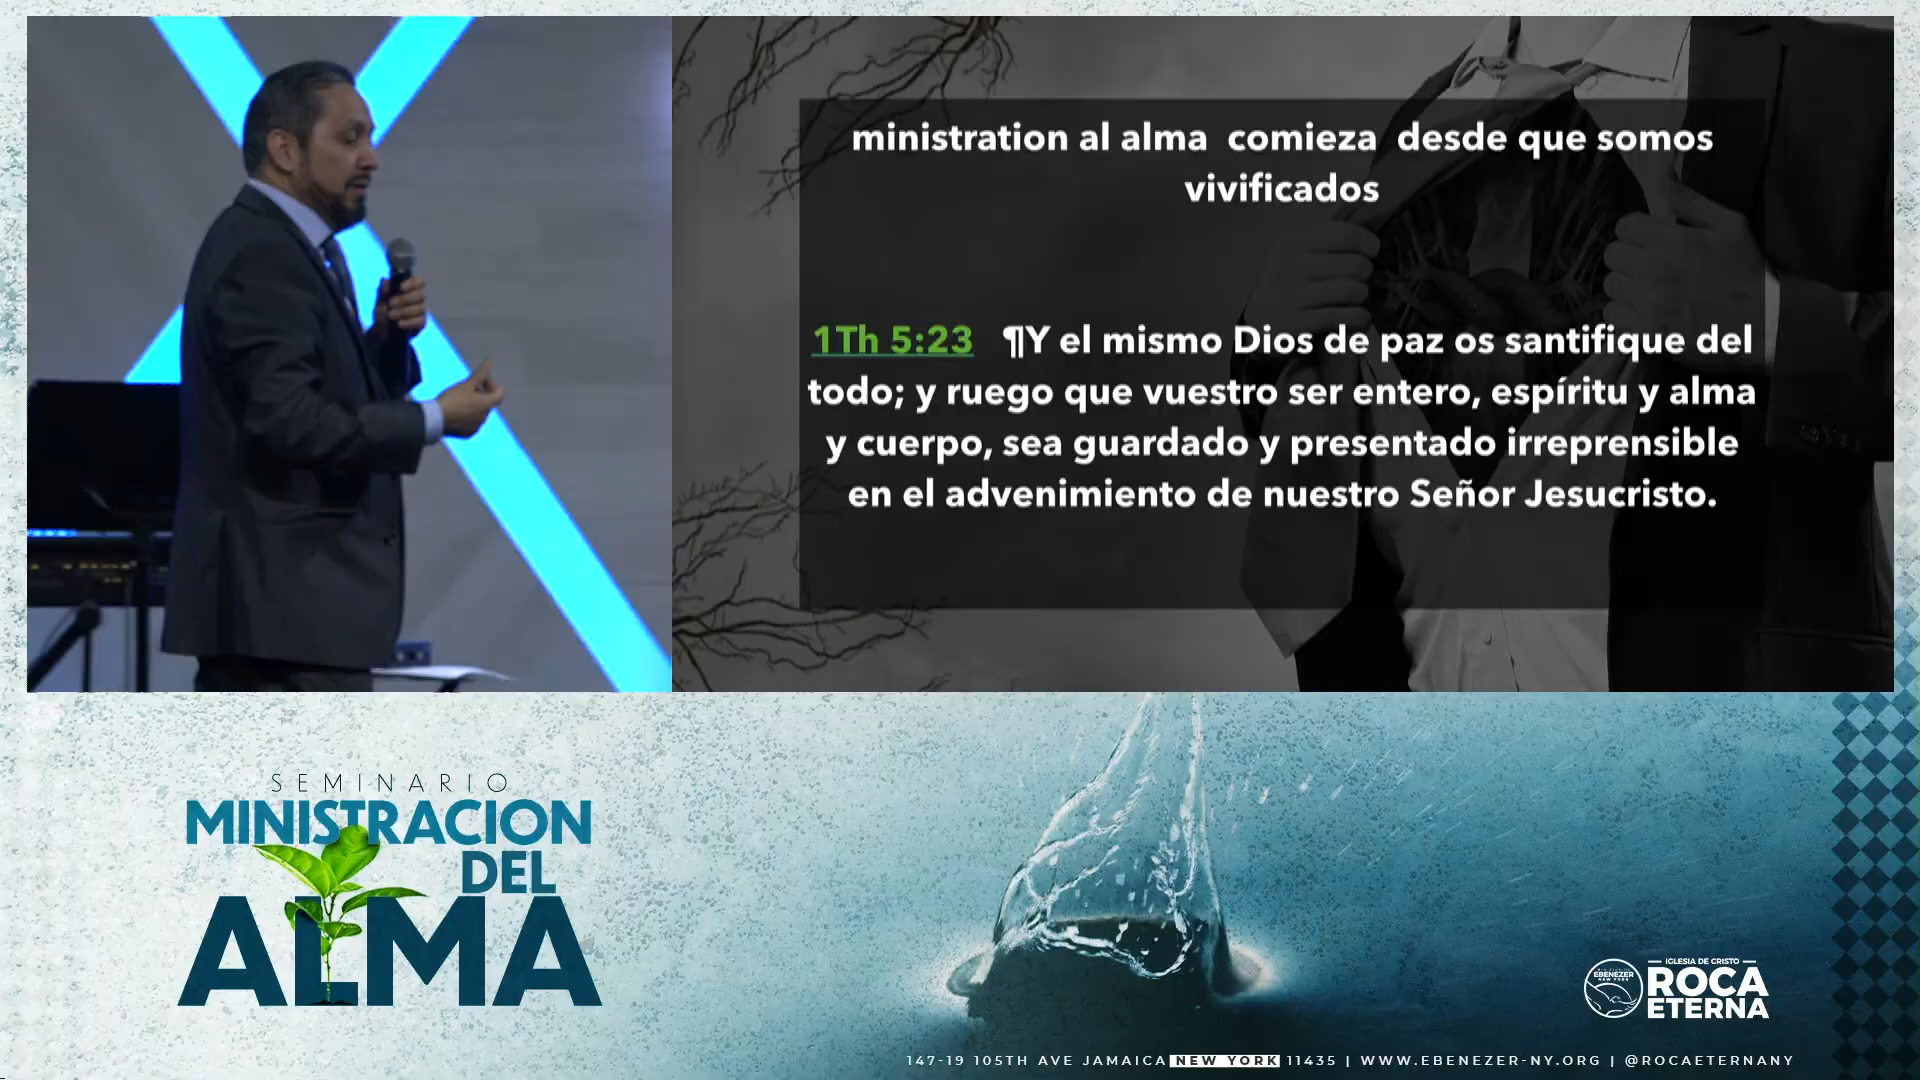 ministration al alma comieza desde que somos
vivificados
1Th 5:23 ¶Y el mismo Dios de paz os santifique del
todo; y ruego que vuestro ser entero, espíritu y alma
y cuerpo, sea guardado y presentado irreprensible
en el advenimiento de nuestro Señor Jesucristo.
SEMINARIO
MINISTRACION
DEL
ALMA
IGLESIA DE CRISTO
EBENEZER
ROCA
ETERNA
147-19 105TH AVE JAMAICA NEW YORK 11435 | WWW.EBENEZER-NY.ORG | @ROCAETERNANY